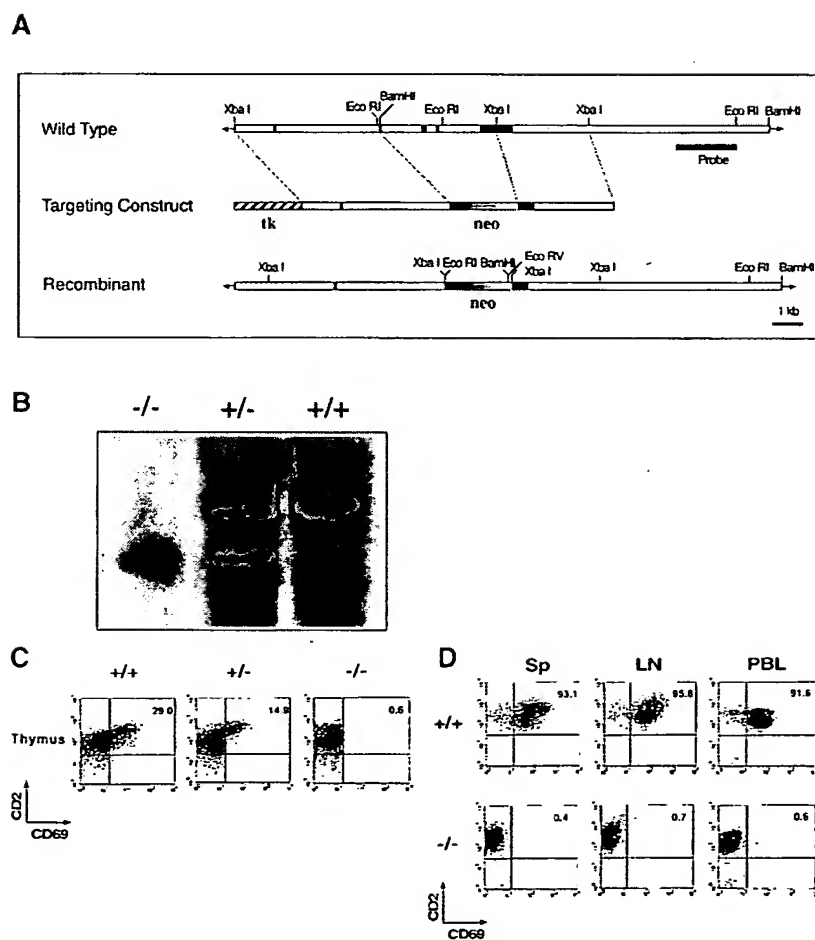 A
Xba I Eco RI BamHI Eco RI Xba I Xba I Eco RI BamHI
Wild Type
Probe
Targeting Construct
tk neo
Xba I Xba I Eco RI BamHI Eco RV Xba I Xba I Eco RI BamHI
Recombinant
neo
1 kb
B
-/- +/- +/+
C
+/+ +/- -/-
Thymus
29.0 14.9 0.6
CD2
CD69
D
Sp LN PBL
+/+
93.1 95.8 91.6
-/-
0.4 0.7 0.6
CD2
CD69